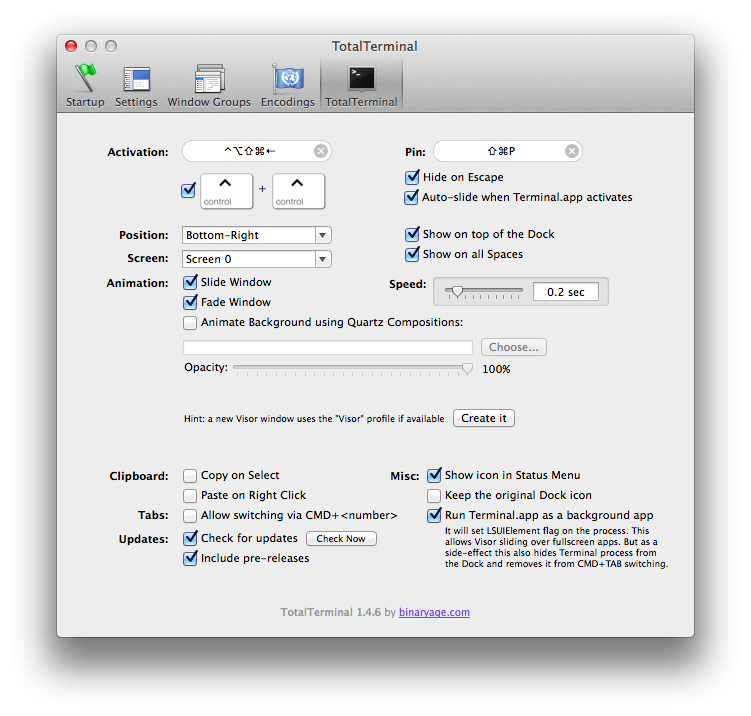 TotalTerminal
Startup Settings Window Groups Encodings TotalTerminal
Activation: ^⌥⇧⌘← Pin: ⇧⌘P
control + control
Hide on Escape
Auto-slide when Terminal.app activates
Position: Bottom-Right Show on top of the Dock
Screen: Screen 0 Show on all Spaces
Animation: Slide Window Speed: 0.2 sec
Fade Window
Animate Background using Quartz Compositions:
Choose...
Opacity: 100%
Hint: a new Visor window uses the "Visor" profile if available Create it
Clipboard: Copy on Select Misc: Show icon in Status Menu
Paste on Right Click Keep the original Dock icon
Tabs: Allow switching via CMD+<number> Run Terminal.app as a background app
Updates: Check for updates Check Now
Include pre-releases
It will set LSUIElement flag on the process. This
allows Visor sliding over fullscreen apps. But as a
side-effect this also hides Terminal process from
the Dock and removes it from CMD+TAB switching.
TotalTerminal 1.4.6 by binaryage.com